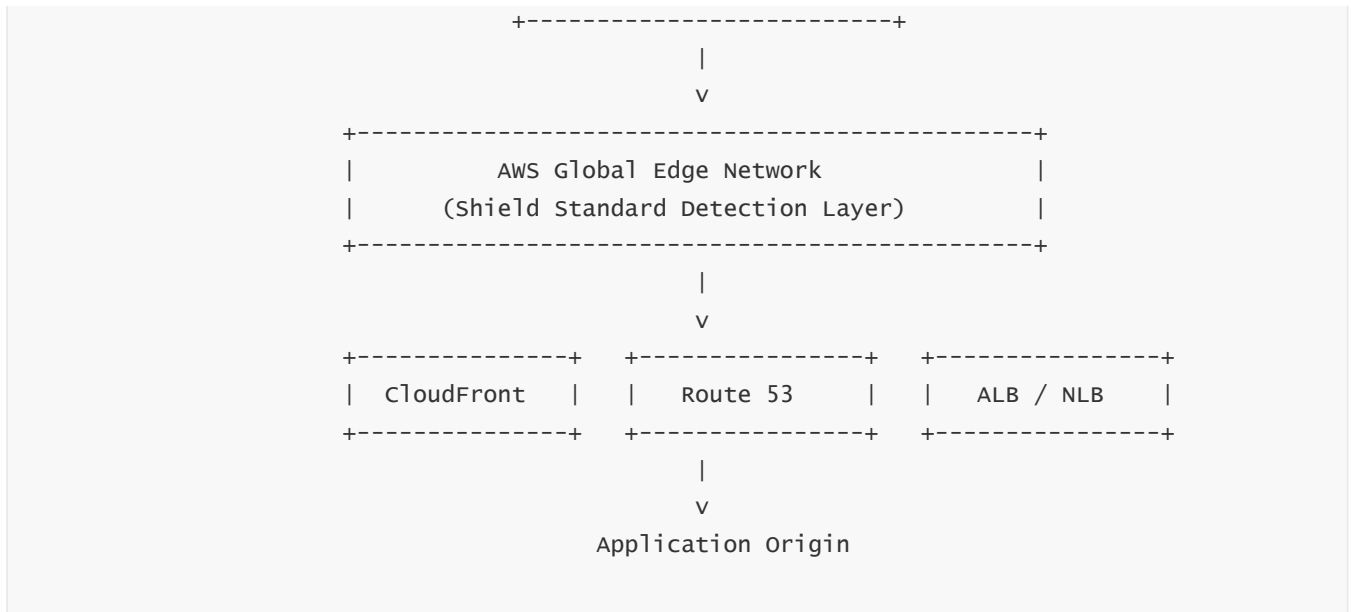 +--------------------------+
|
v
+------------------------------------------------+
|          AWS Global Edge Network               |
|      (Shield Standard Detection Layer)         |
+------------------------------------------------+
|
v
+---------------+   +----------------+   +----------------+
|  CloudFront   |   |   Route 53     |   |   ALB / NLB    |
+---------------+   +----------------+   +----------------+
|
v
Application Origin